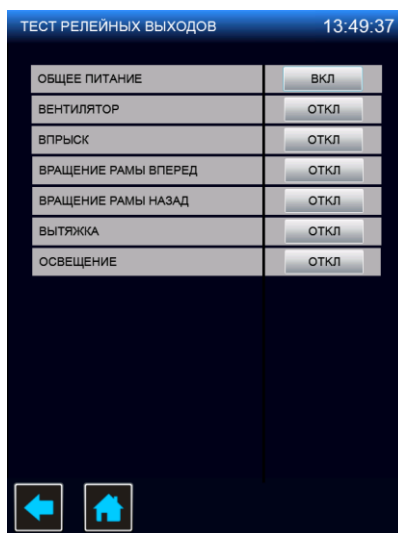 ТЕСТ РЕЛЕЙНЫХ ВЫХОДОВ 13:49:37
ОБЩЕЕ ПИТАНИЕ ВКЛ
ВЕНТИЛЯТОР ОТКЛ
ВПРЫСК ОТКЛ
ВРАЩЕНИЕ РАМЫ ВПЕРЕД ОТКЛ
ВРАЩЕНИЕ РАМЫ НАЗАД ОТКЛ
ВЫТЯЖКА ОТКЛ
ОСВЕЩЕНИЕ ОТКЛ